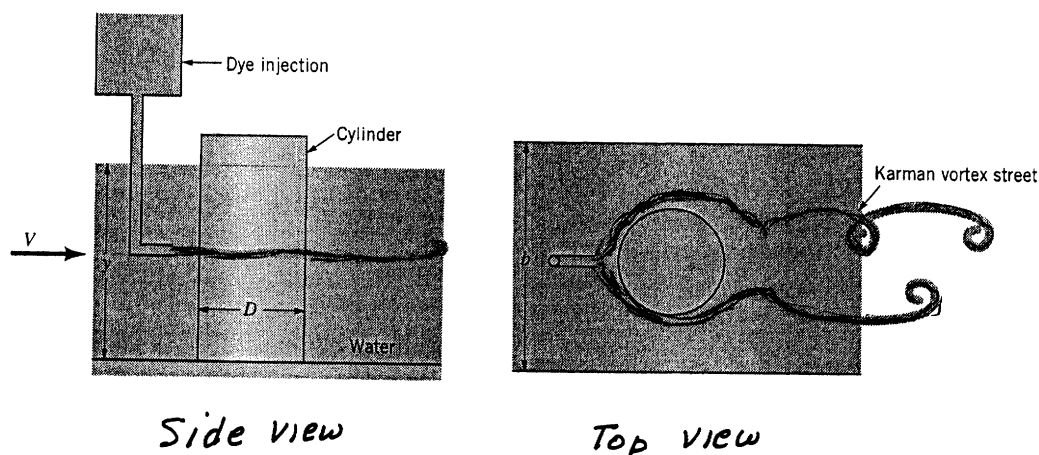 Dye injection
Cylinder
V
y
D
Water
Side view
Karman vortex street
b
Top view